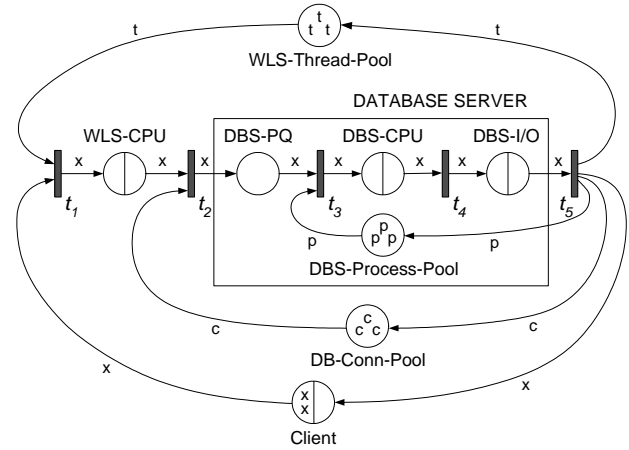 t
t t
t
t
WLS-Thread-Pool
DATABASE SERVER
WLS-CPU
DBS-PQ
DBS-CPU
DBS-I/O
x
x
x
x
x
x
x
x
t1
t2
t3
t4
t5
p
p p
p
p
DBS-Process-Pool
c
c c
c
c
DB-Conn-Pool
x
x
x
x
Client